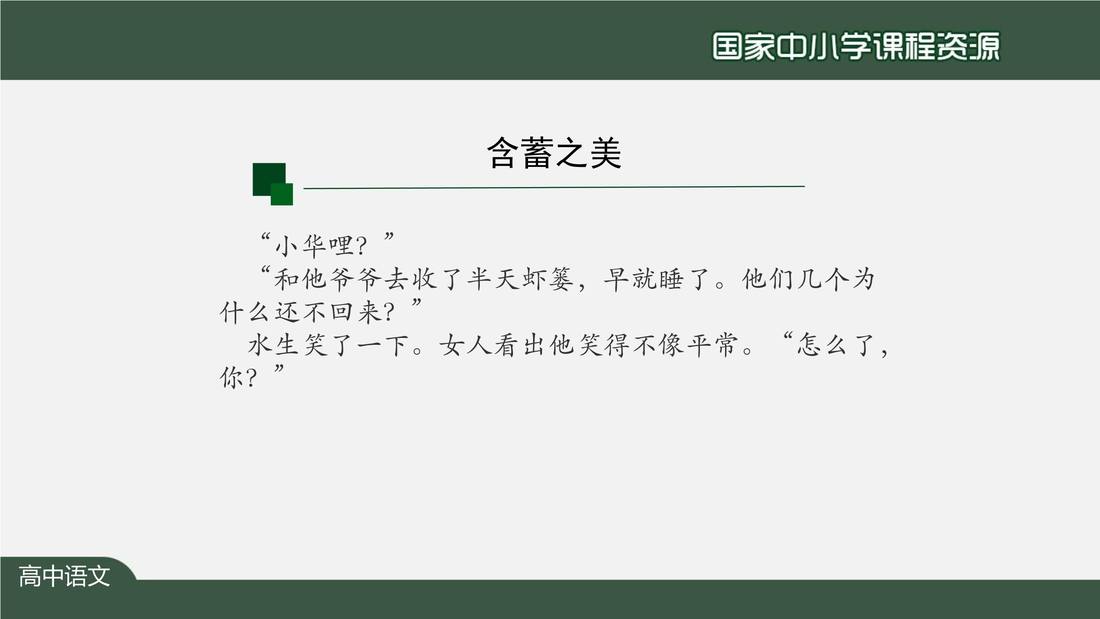 国家中小学课程资源
含蓄之美
“小华哩？”
“和他爷爷去收了半天虾篓，早就睡了。他们几个为
什么还不回来？”
水生笑了一下。女人看出他笑得不像平常。“怎么了，
你？”
高中语文